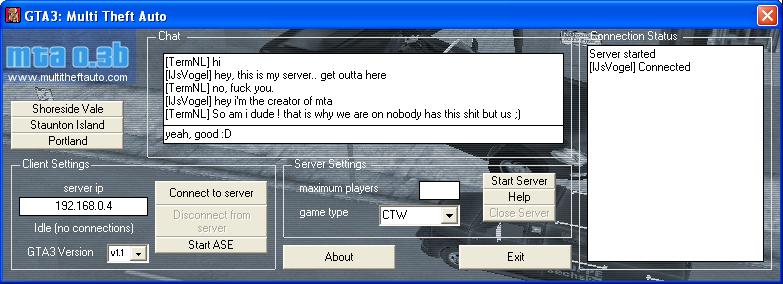 GTA3: Multi Theft Auto
mta 0.3b
www.multitheftauto.com
Shoreside Vale
Staunton Island
Portland
Chat
[TermNL] hi
[IJsVogel] hey, this is my server.. get outta here
[TermNL] no, fuck you.
[IJsVogel] hey i'm the creator of mta
[TermNL] So am i dude ! that is why we are on nobody has this shit but us ;)
yeah, good :D
Connection Status
Server started
[IJsVogel] Connected
Client Settings
server ip
192.168.0.4
Idle (no connections)
GTA3 Version
v1.1
Connect to server
Disconnect from
server
Start ASE
Server Settings
maximum players
game type
CTW
Start Server
Help
Close Server
About
Exit